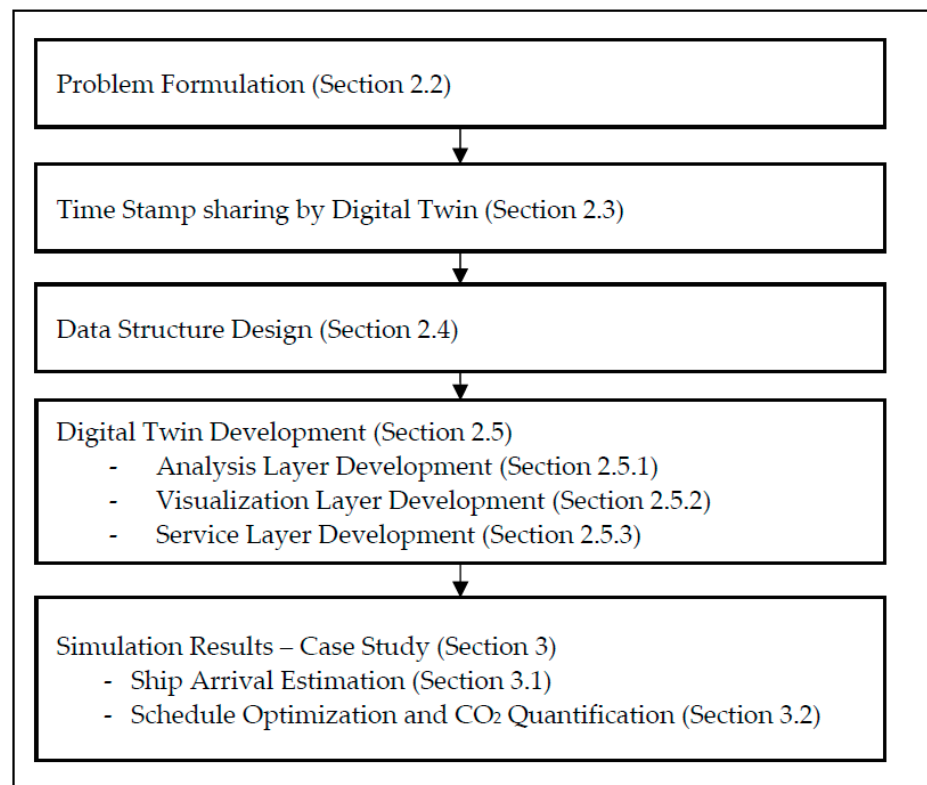 Problem Formulation (Section 2.2)
Time Stamp sharing by Digital Twin (Section 2.3)
Data Structure Design (Section 2.4)
Digital Twin Development (Section 2.5)
- Analysis Layer Development (Section 2.5.1)
- Visualization Layer Development (Section 2.5.2)
- Service Layer Development (Section 2.5.3)
Simulation Results – Case Study (Section 3)
- Ship Arrival Estimation (Section 3.1)
- Schedule Optimization and CO₂ Quantification (Section 3.2)